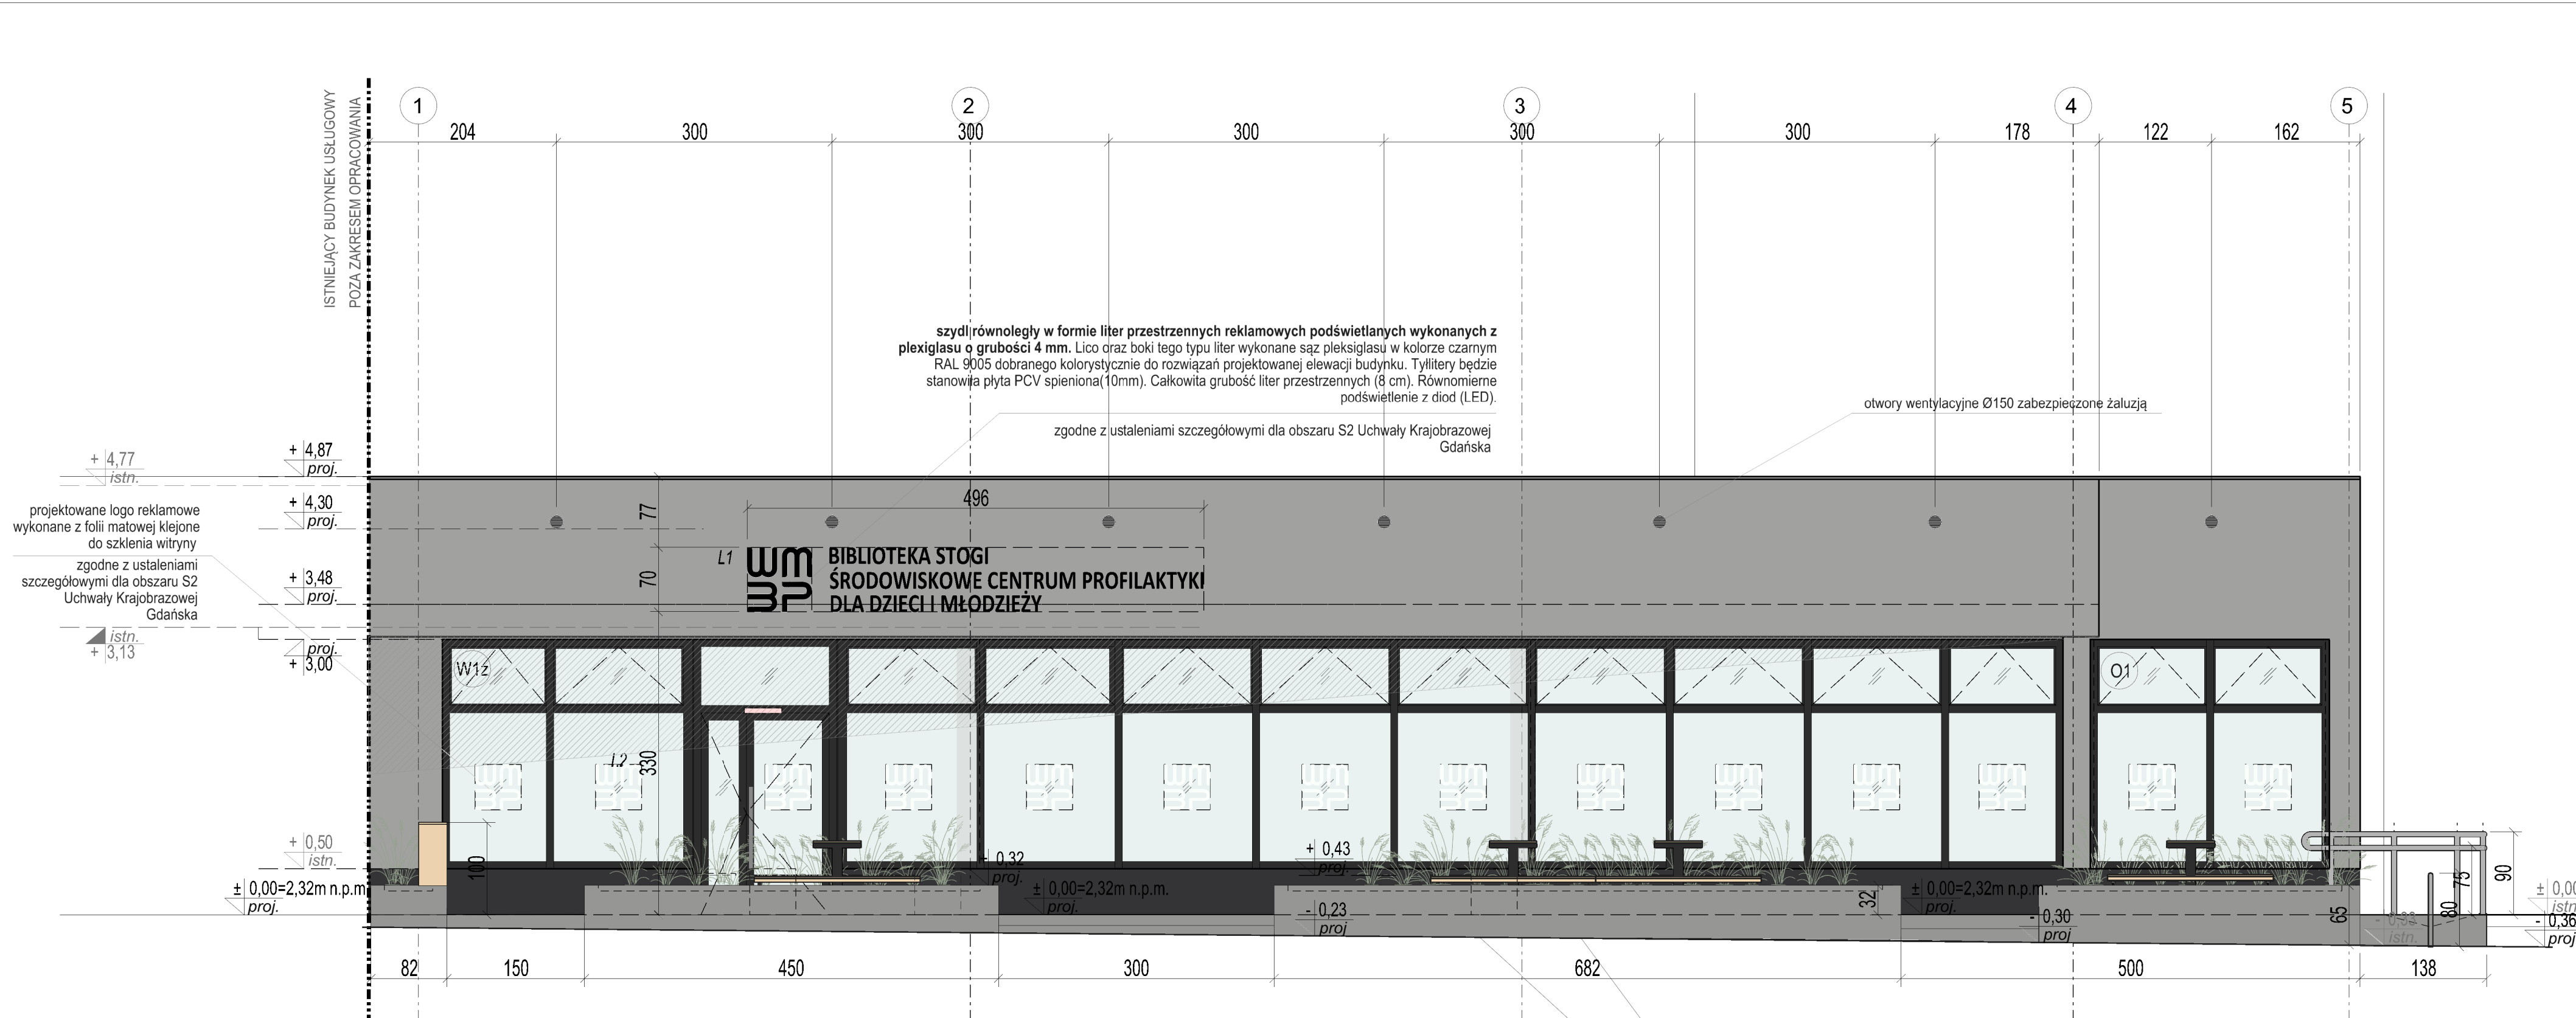 ISTNIEJĄCY BUDYNEK USŁUGOWY
POZA ZAKRESEM OPRACOWANIA
1
2
3
4
5
204
300
300
300
300
300
178
122
162
szydl równoległy w formie liter przestrzennych reklamowych podświetlanych wykonanych z
plexiglasu o grubości 4 mm. Lico oraz boki tego typu liter wykonane sąz pleksiglasu w kolorze czarnym
RAL 9005 dobranego kolorystycznie do rozwiązań projektowanej elewacji budynku. Tyłlitery będzie
stanowiła płyta PCV spieniona(10mm). Całkowita grubość liter przestrzennych (8 cm). Równomierne
podświetlenie z diod (LED).
zgodne z ustaleniami szczegółowymi dla obszaru S2 Uchwały Krajobrazowej
Gdańska
otwory wentylacyjne Ø150 zabezpieczone żaluzją
+ 4,77
istn.
+ 4,87
proj.
+ 4,30
proj.
projektowane logo reklamowe
wykonane z folii matowej klejone
do szklenia witryny
zgodne z ustaleniami
szczegółowymi dla obszaru S2
Uchwały Krajobrazowej
Gdańska
+ 3,48
proj.
istn.
+ 3,13
proj.
+ 3,00
77
496
70
L1
BIBLIOTEKA STOGI
ŚRODOWISKOWE CENTRUM PROFILAKTYKI
DLA DZIECI I MŁODZIEŻY
W1z
O1
L2
330
+ 0,50
istn.
100
± 0,00=2,32m n.p.m.
proj.
+ 0,32
proj.
± 0,00=2,32m n.p.m.
proj.
+ 0,43
proj.
- 0,23
proj
32
± 0,00=2,32m n.p.m.
proj.
- 0,30
proj
65
istn.
80
75
90
± 0,00
istn
- 0,36
proj
82
150
450
300
682
500
138